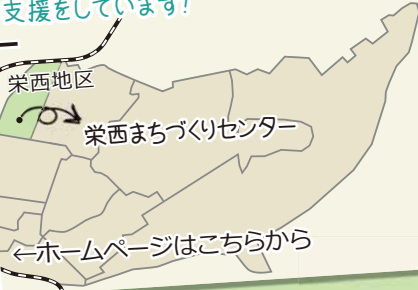 支援をしています!
栄西地区
栄西まちづくりセンター
←ホームページはこちらから